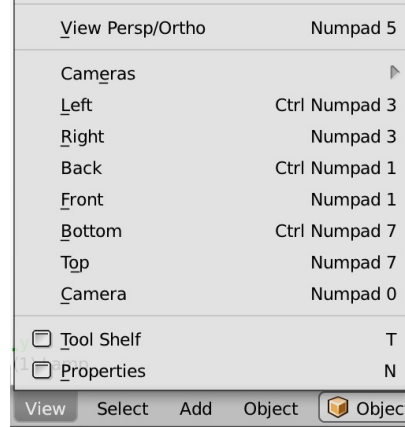 View Persp/Ortho Numpad 5
Cameras
Left Ctrl Numpad 3
Right Numpad 3
Back Ctrl Numpad 1
Front Numpad 1
Bottom Ctrl Numpad 7
Top Numpad 7
Camera Numpad 0
Tool Shelf T
Properties N
(1) Lamp
View Select Add Object Objec